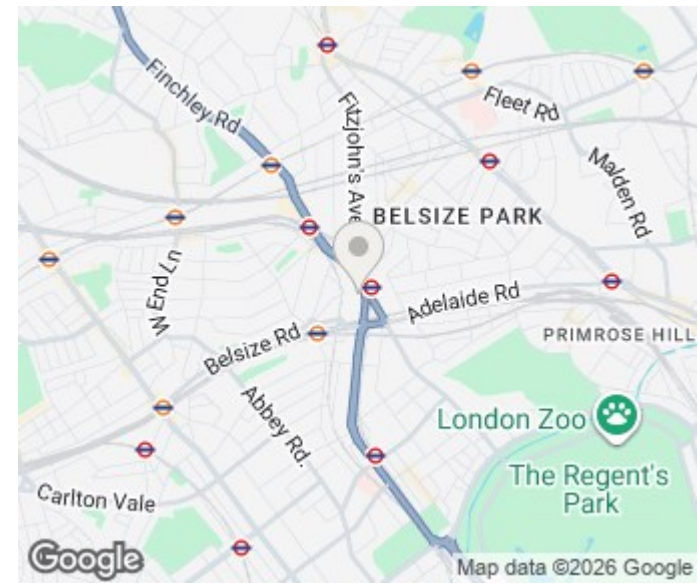 Finchley Rd
Fitzjohn's Ave
Fleet Rd
Malden Rd
BELSIZE PARK
W End Ln
Adelaide Rd
Belsize Rd
PRIMROSE HILL
Abbey Rd.
London Zoo
The Regent's
Park
Carlton Vale
Google
Map data ©2026 Google